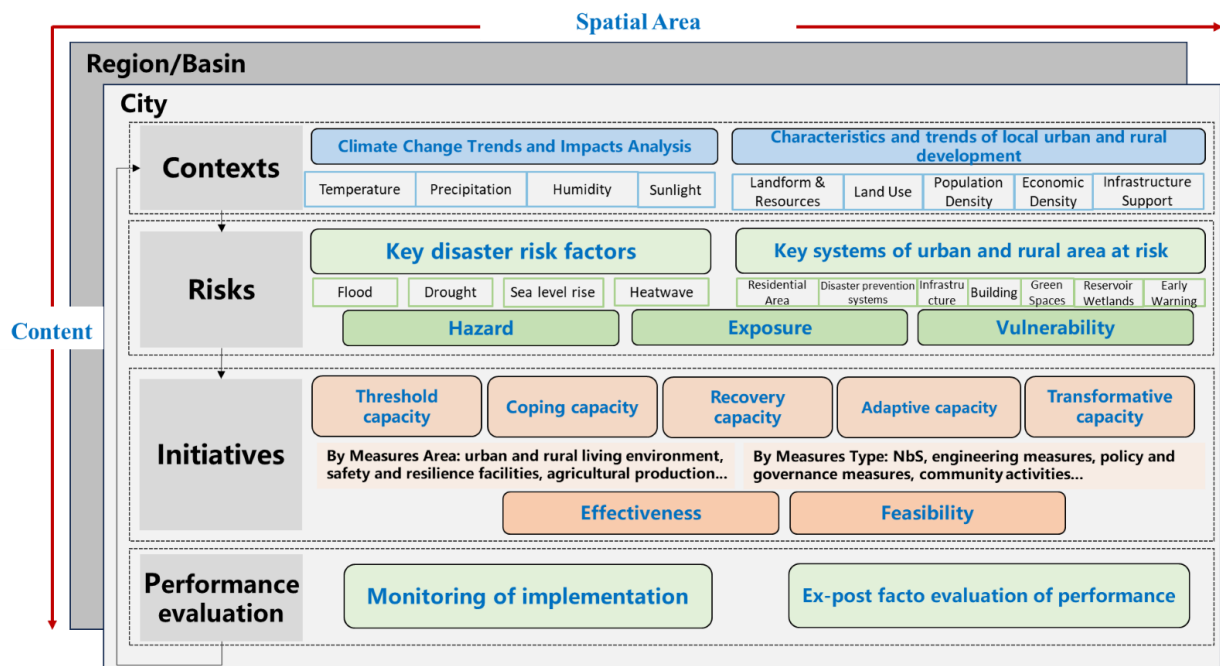 Spatial Area
Region/Basin
City
Content
Contexts
Climate Change Trends and Impacts Analysis
Temperature
Precipitation
Humidity
Sunlight
Characteristics and trends of local urban and rural
development
Landform &
Resources
Land Use
Population
Density
Economic
Density
Infrastructure
Support
Risks
Key disaster risk factors
Flood
Drought
Sea level rise
Heatwave
Key systems of urban and rural area at risk
Residential
Area
Disaster prevention
systems
Infrastru
cture
Building
Green
Spaces
Reservoir
Wetlands
Early
Warning
Hazard
Exposure
Vulnerability
Initiatives
Threshold
capacity
Coping capacity
Recovery
capacity
Adaptive capacity
Transformative
capacity
By Measures Area: urban and rural living environment,
safety and resilience facilities, agricultural production...
By Measures Type: NbS, engineering measures, policy and
governance measures, community activities...
Effectiveness
Feasibility
Performance
evaluation
Monitoring of implementation
Ex-post facto evaluation of performance